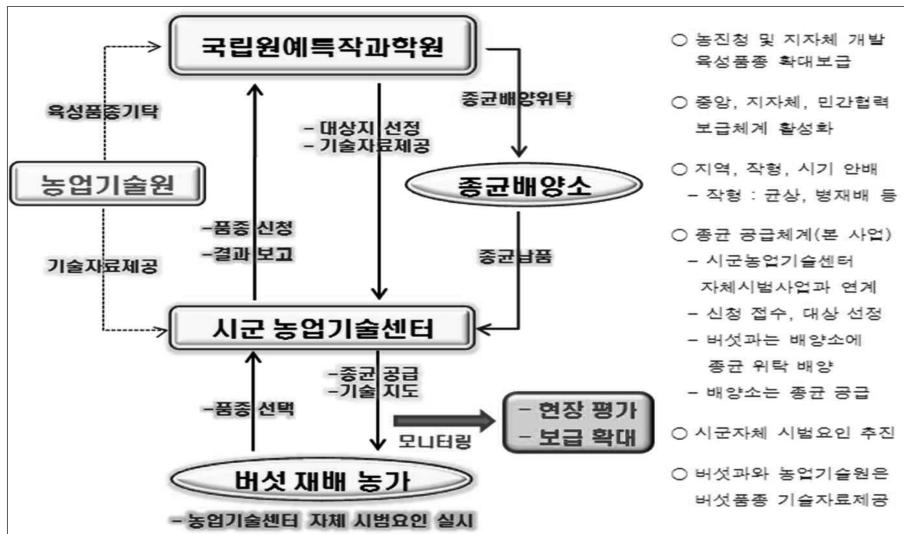 국립원예특작과학원
육성품종기탁
종균배양위탁
- 대상지 선정
- 기술자료제공
농업기술원
종균배양소
-품종 신청
-결과 보고
기술자료제공
종균납품
시군 농업기술센터
-종균 공급
-기술 지도
-품종 선택
모니터링
- 현장 평가
- 보급 확대
버섯 재배 농가
- 농업기술센터 자체 시범요인 실시
○ 농진청 및 지자체 개발
육성품종 확대보급
○ 중앙, 지자체, 민간협력
보급체계 활성화
○ 지역, 작형, 시기 안배
- 작형 : 균상, 병재배 등
○ 종균 공급체계(본 사업)
- 시군농업기술센터
자체시범사업과 연계
- 신청 접수, 대상 선정
- 버섯과는 배양소에
종균 위탁 배양
- 배양소는 종균 공급
○ 시군자체 시범요인 추진
○ 버섯과와 농업기술원은
버섯품종 기술자료제공